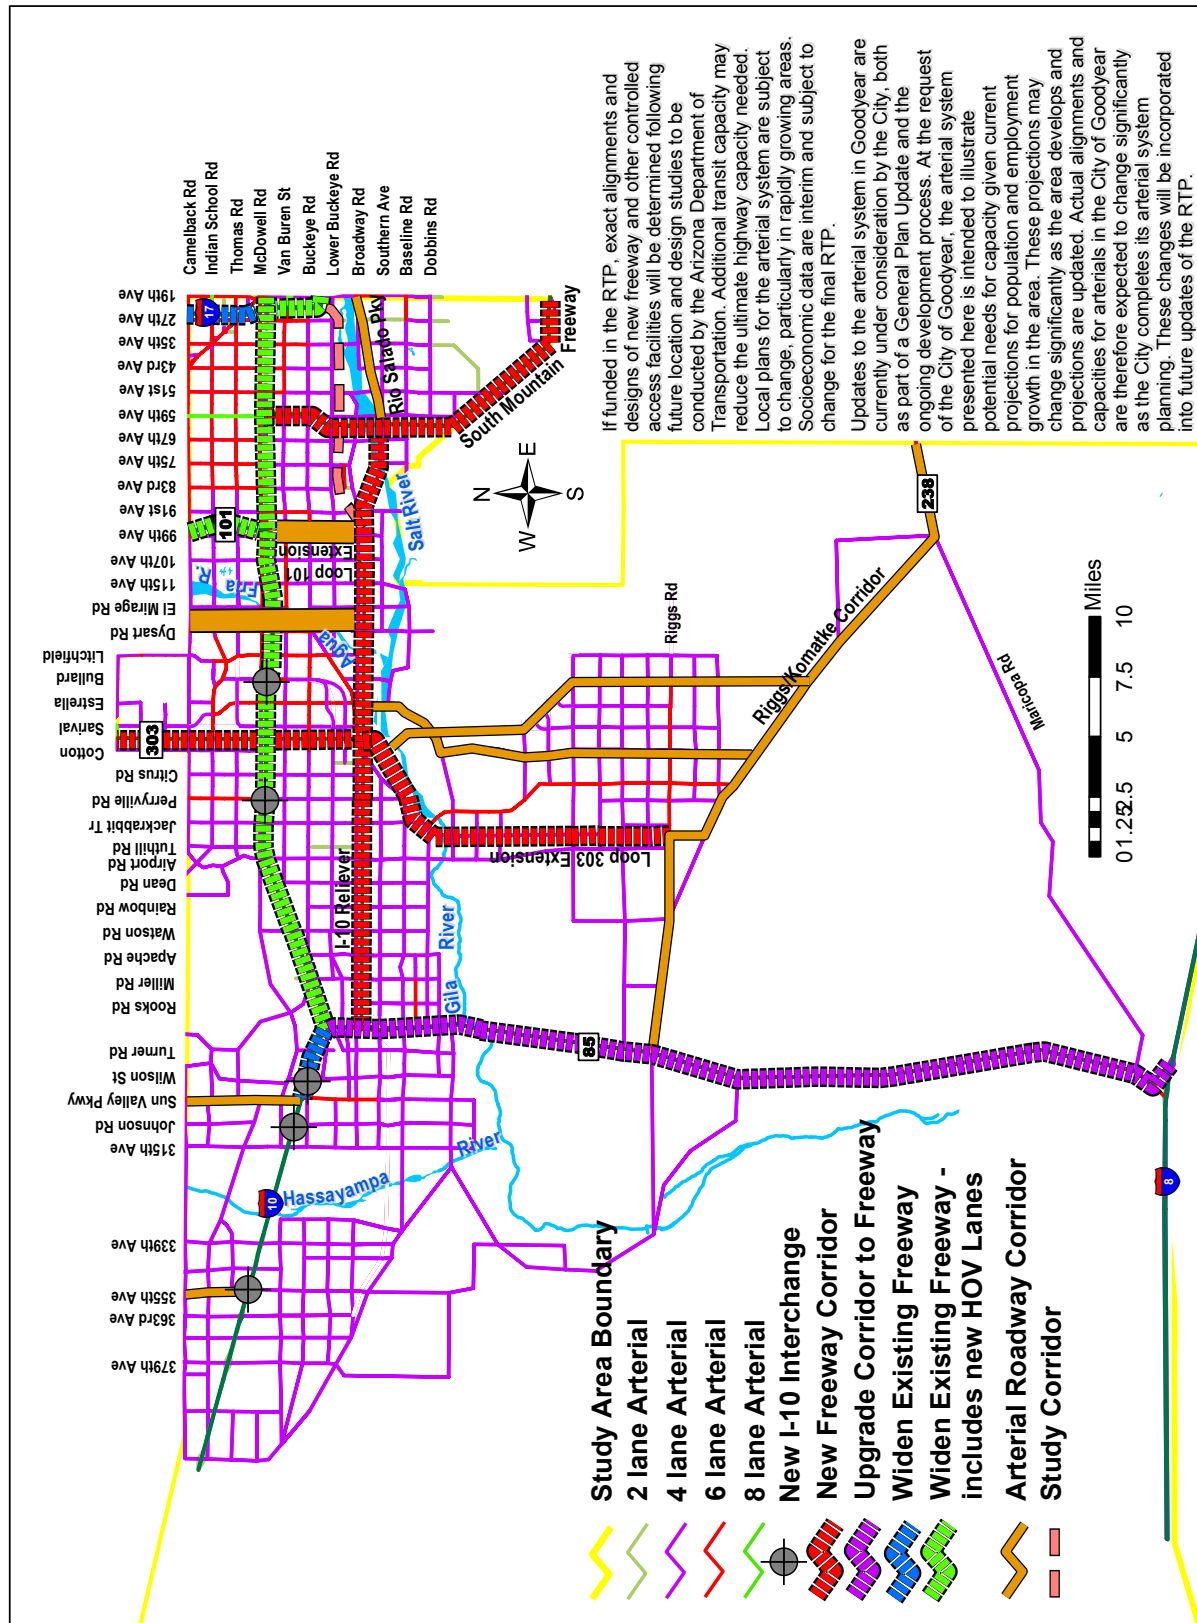 Camelback Rd
Indian School Rd
Thomas Rd
McDowell Rd
Van Buren St
Buckeye Rd
Lower Buckeye Rd
Broadway Rd
Southern Ave
Baseline Rd
Dobbins Rd
379th Ave
363rd Ave
355th Ave
339th Ave
315th Ave
Johnson Rd
Sun Valley Pkwy
Wilson St
Turner Rd
Rooks Rd
Miller Rd
Apache Rd
Watson Rd
Rainbow Rd
Dean Rd
Airport Rd
Tuthill Rd
Jackrabbit Tr
Perryville Rd
Citrus Rd
Cotton
Sarival
Estrella
Bullard
Litchfield
Dysart Rd
El Mirage Rd
115th Ave
107th Ave
99th Ave
91st Ave
83rd Ave
75th Ave
67th Ave
59th Ave
51st Ave
43rd Ave
35th Ave
27th Ave
19th Ave
10
303
101
17
Hassayampa
River
Gila
River
Agua
Fria
R.
Salt River
I-10 Reliever
Loop 101
Extension
Rio Salado Pky
South Mountain
Freeway
Loop 303 Extension
Riggs Rd
Riggs/Komatke Corridor
238
85
Maricopa Rd
8
N
W
E
S
0 1.25 2.5 5 7.5 10
Miles
Study Area Boundary
2 lane Arterial
4 lane Arterial
6 lane Arterial
8 lane Arterial
New I-10 Interchange
New Freeway Corridor
Upgrade Corridor to Freeway
Widen Existing Freeway
Widen Existing Freeway -
includes new HOV Lanes
Arterial Roadway Corridor
Study Corridor
If funded in the RTP, exact alignments and
designs of new freeway and other controlled
access facilities will be determined following
future location and design studies to be
conducted by the Arizona Department of
Transportation. Additional transit capacity may
reduce the ultimate highway capacity needed.
Local plans for the arterial system are subject
to change, particularly in rapidly growing areas.
Socioeconomic data are interim and subject to
change for the final RTP.
Updates to the arterial system in Goodyear are
currently under consideration by the City, both
as part of a General Plan Update and the
ongoing development process. At the request
of the City of Goodyear, the arterial system
presented here is intended to illustrate
potential needs for capacity given current
projections for population and employment
growth in the area. These projections may
change significantly as the area develops and
projections are updated. Actual alignments and
capacities for arterials in the City of Goodyear
are therefore expected to change significantly
as the City completes its arterial system
planning. These changes will be incorporated
into future updates of the RTP.